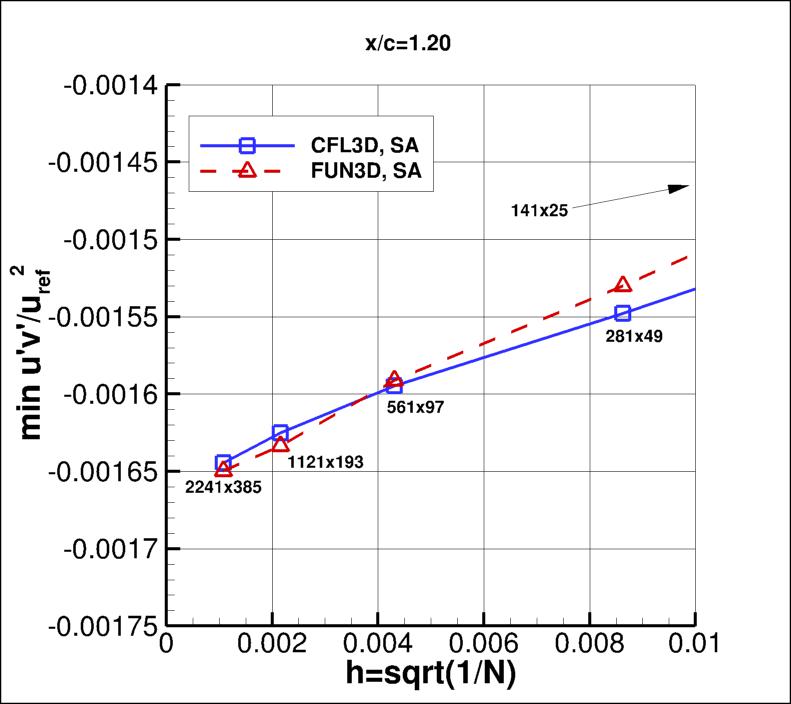 x/c=1.20
-0.0014
CFL3D, SA
FUN3D, SA
-0.00145
141x25
-0.0015
-0.00155
281x49
-0.0016
561x97
-0.00165
1121x193
2241x385
-0.0017
-0.00175
min u'v'/u_ref^2
0 0.002 0.004 0.006 0.008 0.01
h=sqrt(1/N)